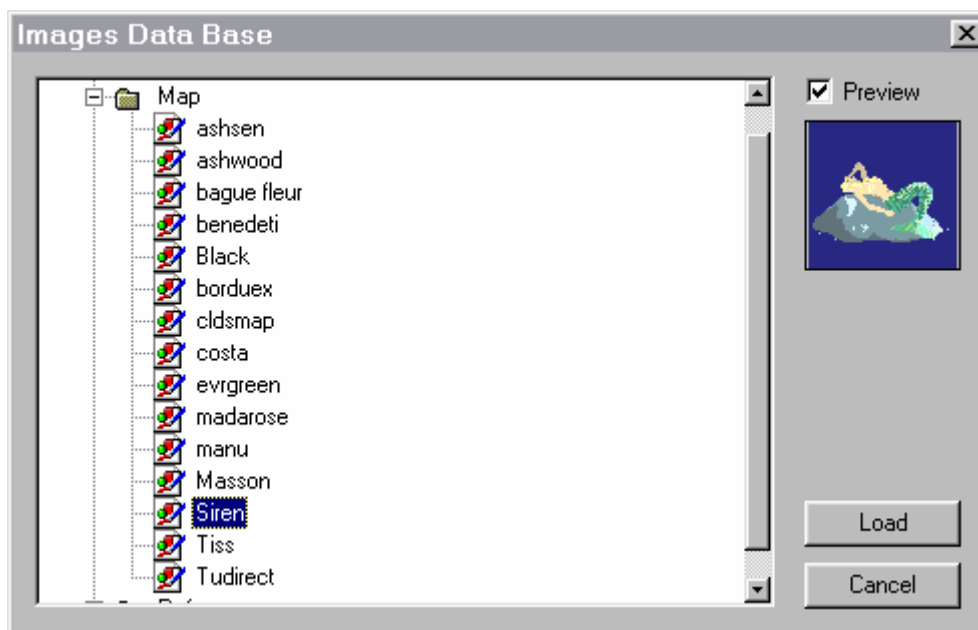 Images Data Base
Map
Preview
ashsen
ashwood
bague fleur
benedeti
Black
borduex
cldsmap
costa
evrgreen
madarose
manu
Masson
Siren
Tiss
Tudirect
Load
Cancel